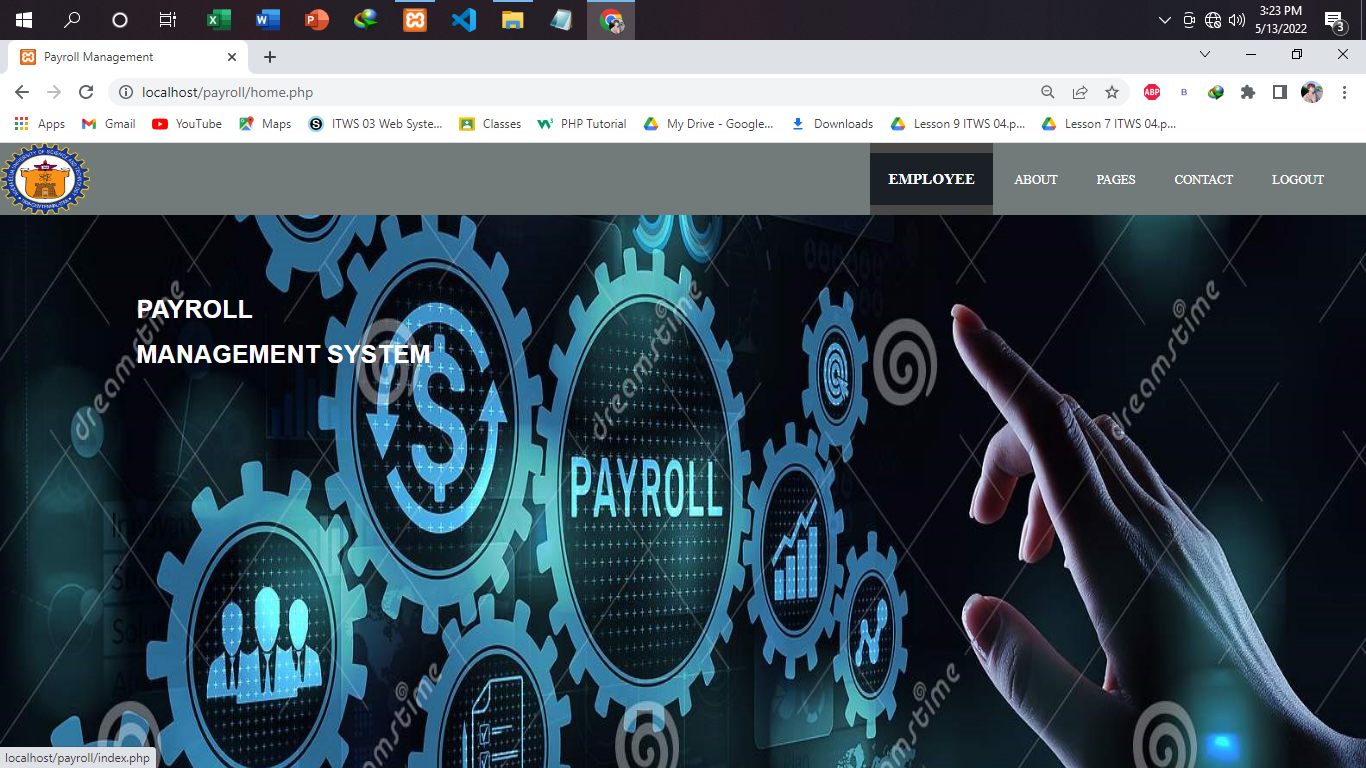 3:23 PM
5/13/2022
3
Payroll Management
localhost/payroll/home.php
ABP
B
Apps
Gmail
YouTube
Maps
ITWS 03 Web Syste...
Classes
PHP Tutorial
My Drive - Google...
Downloads
Lesson 9 ITWS 04.p...
Lesson 7 ITWS 04.p...
EMPLOYEE
ABOUT
PAGES
CONTACT
LOGOUT
PAYROLL
MANAGEMENT SYSTEM
PAYROLL
dreamstime
dreamstime
dreamstime
dreamstime
dreamstime
localhost/payroll/index.php